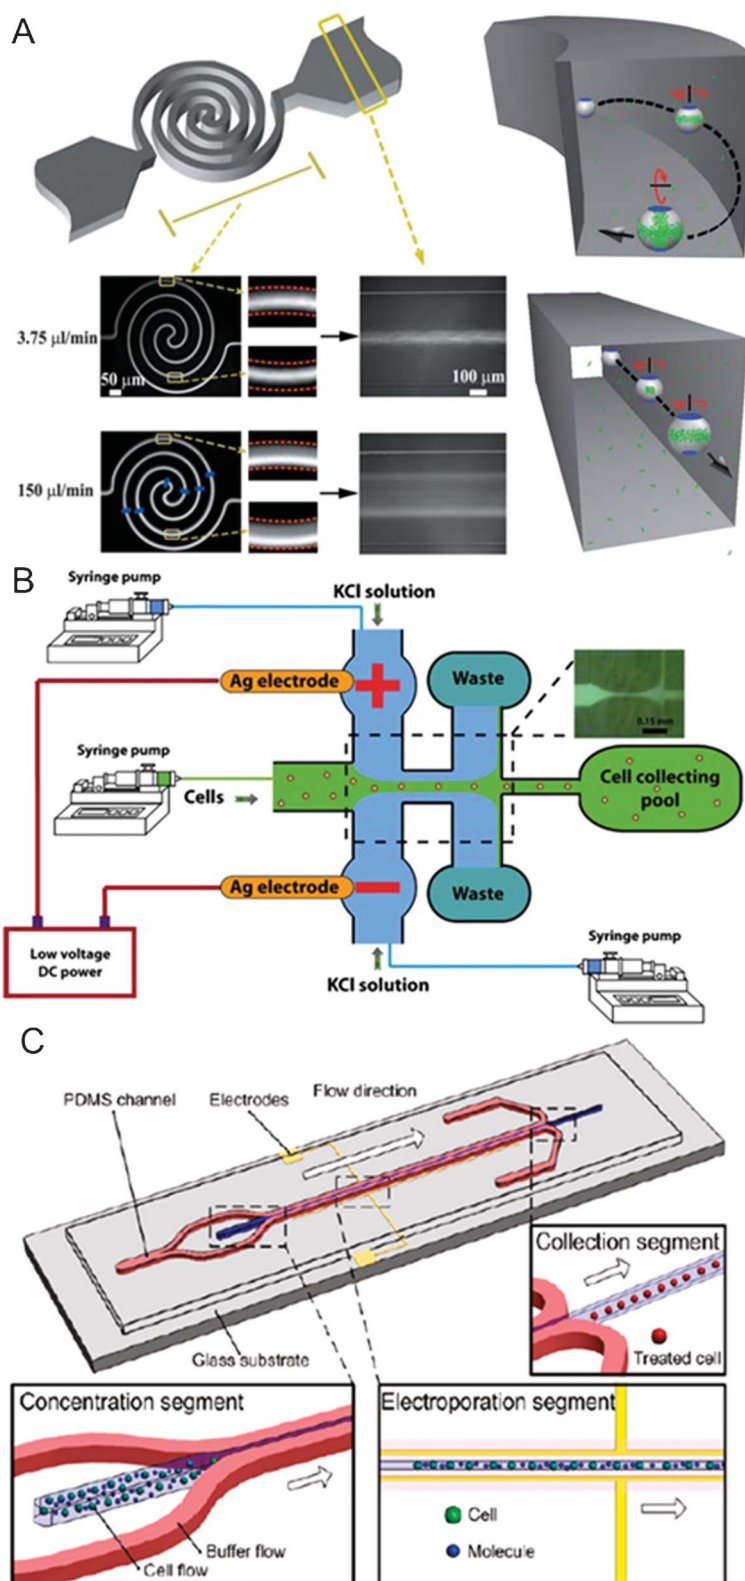 A
3.75 μl/min
50 μm
100 μm
150 μl/min
B
Syringe pump
KCl solution
Ag electrode
Waste
0.15 mm
Syringe pump
Cells
Cell collecting
pool
Ag electrode
Waste
Low voltage
DC power
Syringe pump
KCl solution
C
PDMS channel
Electrodes
Flow direction
Collection segment
Treated cell
Glass substrate
Concentration segment
Buffer flow
Cell flow
Electroporation segment
Cell
Molecule